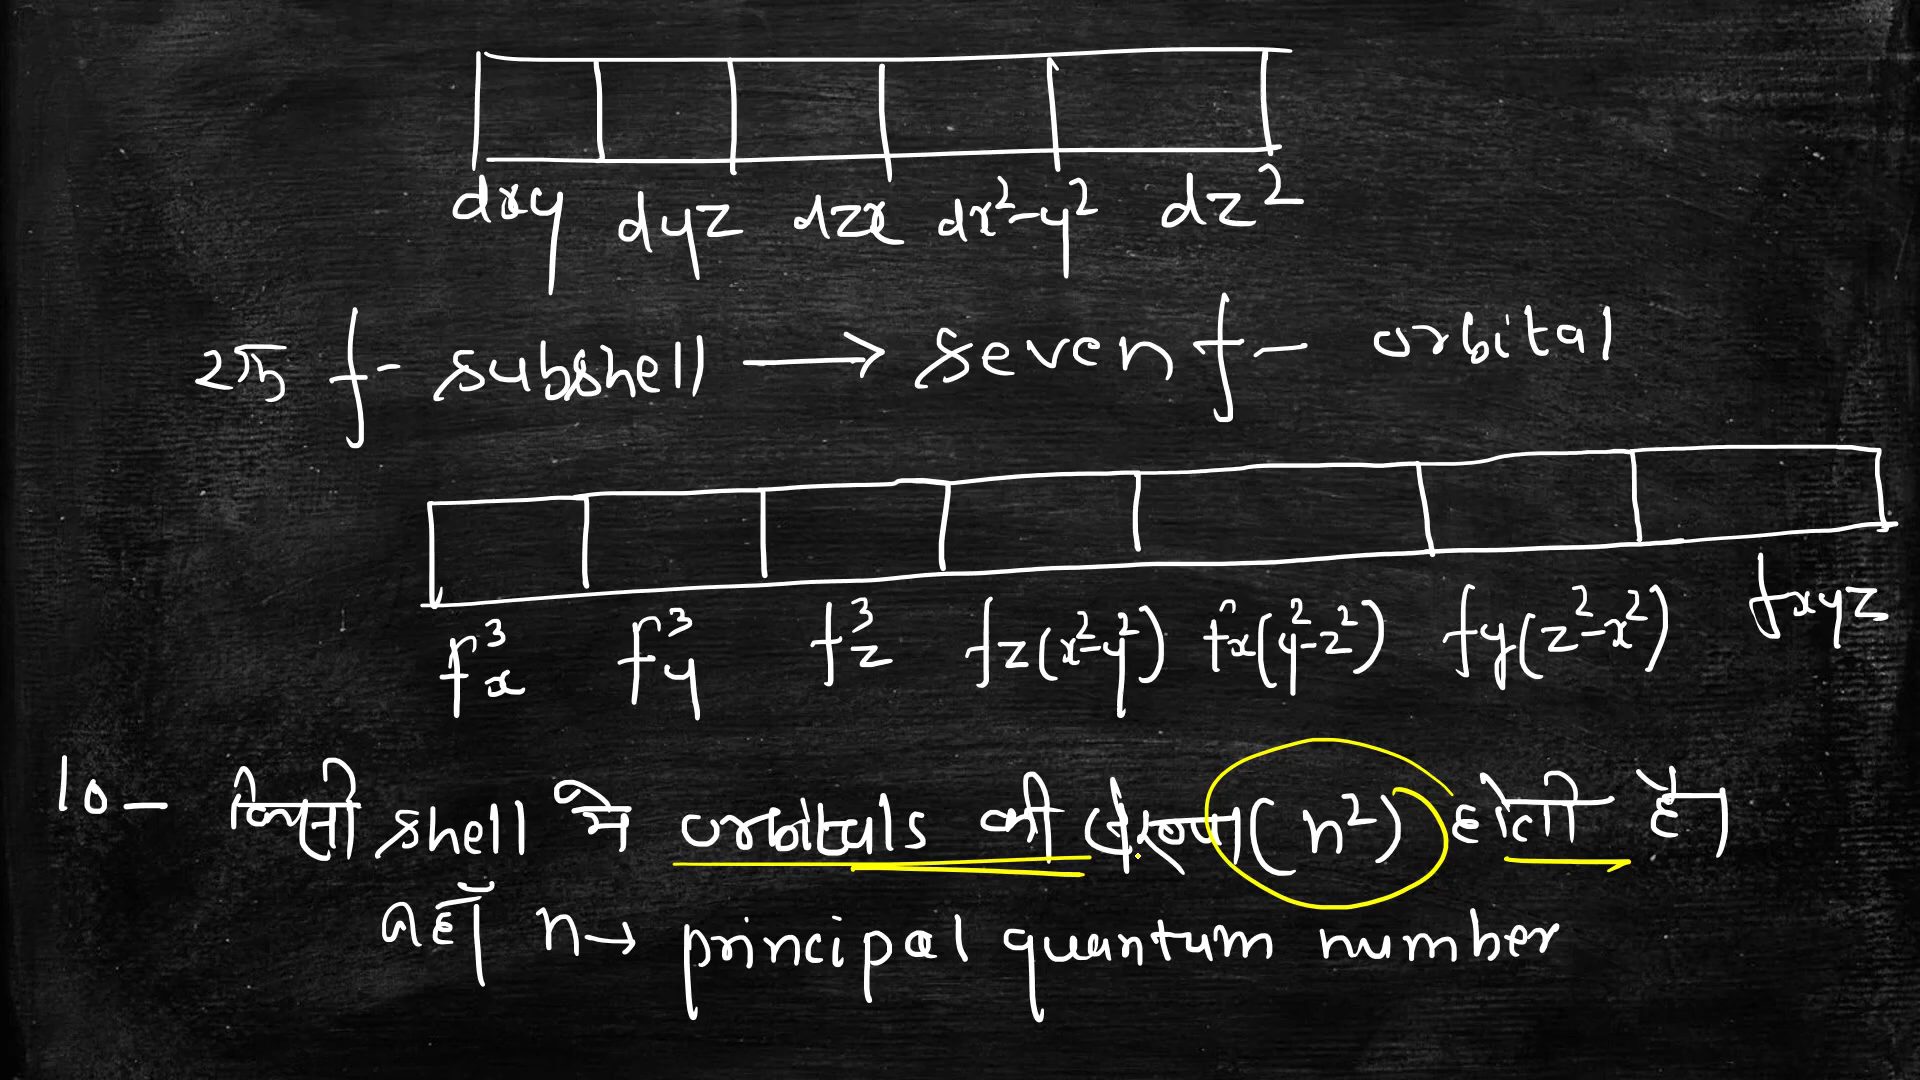 dxy dyz dzx dx²-y² dz²
एक f - subshell → seven f - orbital
fx³ fy³ fz³ fz(x²-y²) fx(y²-z²) fy(z²-x²) fxyz
10 - किसी shell मे orbitals की संख्या (n²) होती है।
जहाँ n → principal quantum number